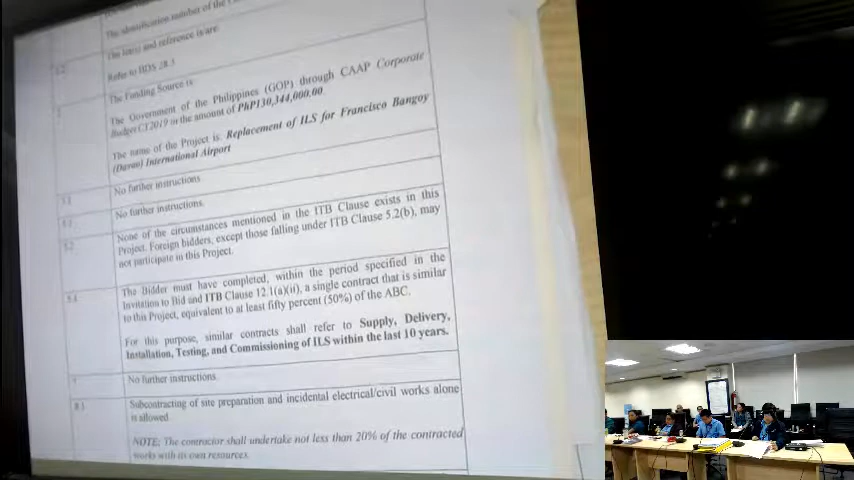 The identification number of the
The lot(s) and reference is/are:
1.2
Refer to BDS 28.3
The Funding Source is:
2
The Government of the Philippines (GOP) through CAAP Corporate
Budget CY2019 in the amount of PhP130,344,000.00.
The name of the Project is: Replacement of ILS for Francisco Bangoy
(Davao) International Airport
No further instructions.
No further instructions.
5.2
None of the circumstances mentioned in the ITB Clause exists in this
Project. Foreign bidders, except those falling under ITB Clause 5.2(b), may
not participate in this Project.
5.4
The Bidder must have completed, within the period specified in the
Invitation to Bid and ITB Clause 12.1(a)(ii), a single contract that is similar
to this Project, equivalent to at least fifty percent (50%) of the ABC.
For this purpose, similar contracts shall refer to Supply, Delivery,
Installation, Testing, and Commissioning of ILS within the last 10 years.
No further instructions.
8.1
Subcontracting of site preparation and incidental electrical/civil works alone
is allowed.
NOTE: The contractor shall undertake not less than 20% of the contracted
works with its own resources.